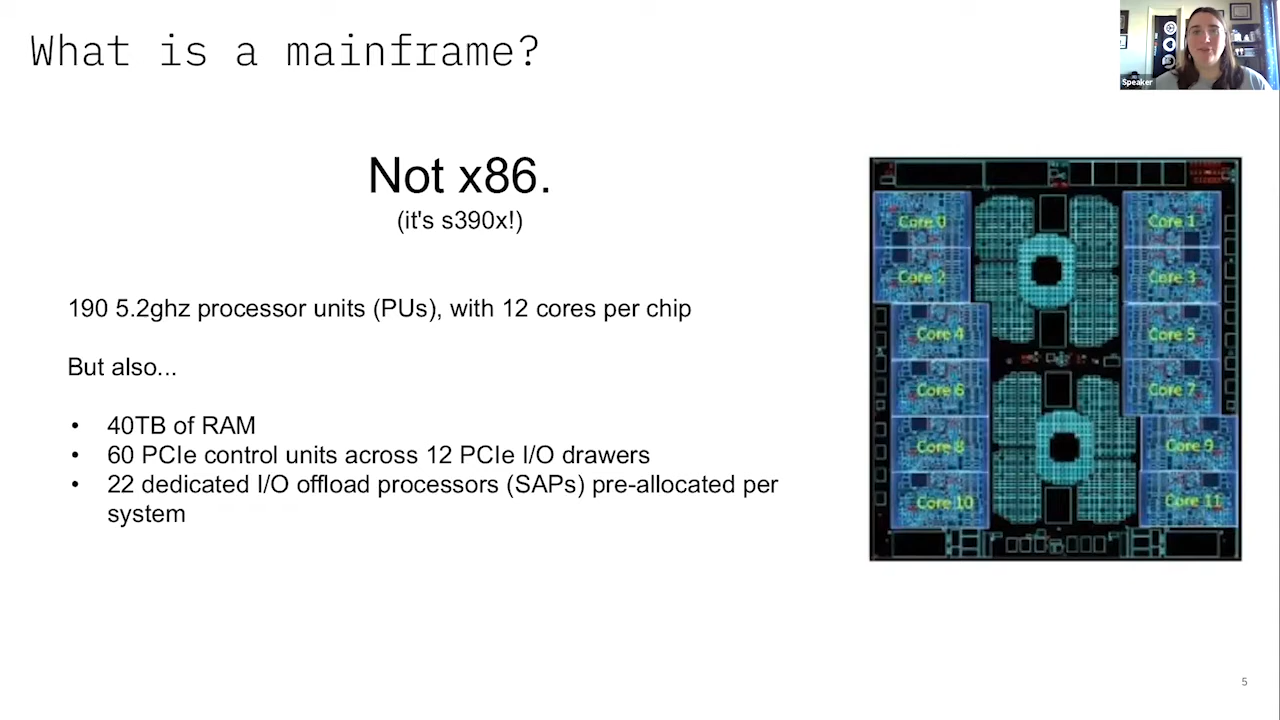 What is a mainframe?
Speaker
Not x86.
(it's s390x!)
190 5.2ghz processor units (PUs), with 12 cores per chip
But also...
• 40TB of RAM
• 60 PCIe control units across 12 PCIe I/O drawers
• 22 dedicated I/O offload processors (SAPs) pre-allocated per
system
Core 0
Core 1
Core 2
Core 3
Core 4
Core 5
Core 6
Core 7
Core 8
Core 9
Core 10
Core 11
5